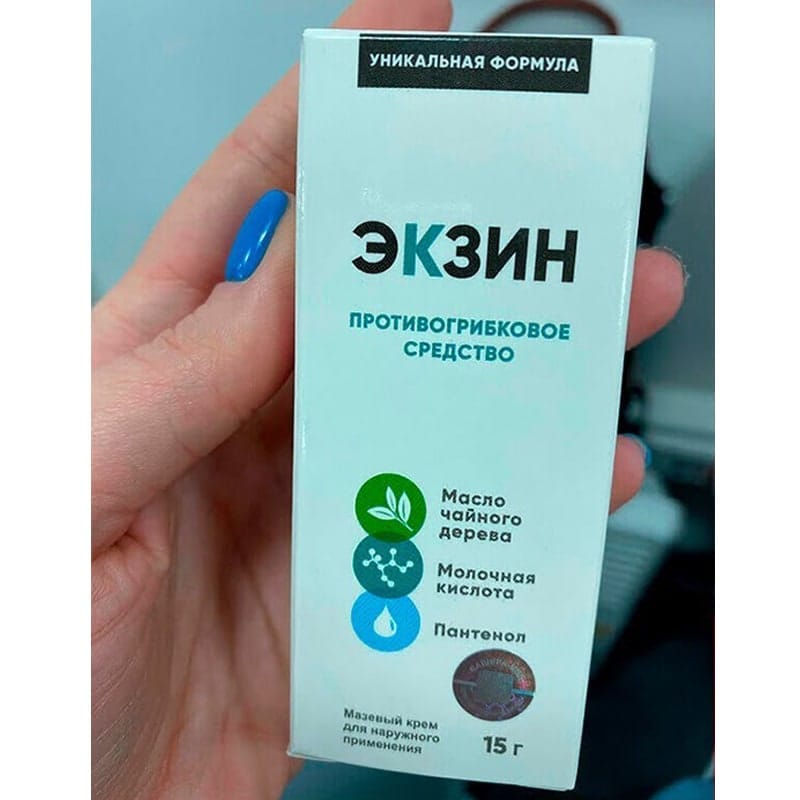 УНИКАЛЬНАЯ ФОРМУЛА
ЭКЗИН
ПРОТИВОГРИБКОВОЕ
СРЕДСТВО
Масло
чайного
дерева
Молочная
кислота
Пантенол
Мазевый крем
для наружного
применения
15 г